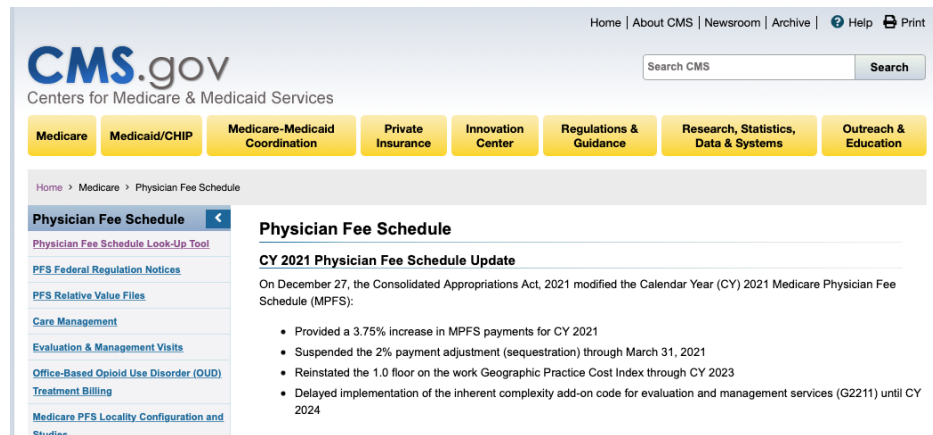 Home | About CMS | Newsroom | Archive | Help Print
CMS.gov
Centers for Medicare & Medicaid Services
Search CMS
Search
Medicare
Medicaid/CHIP
Medicare-Medicaid
Coordination
Private
Insurance
Innovation
Center
Regulations &
Guidance
Research, Statistics,
Data & Systems
Outreach &
Education
Home > Medicare > Physician Fee Schedule
Physician Fee Schedule
Physician Fee Schedule Look-Up Tool
PFS Federal Regulation Notices
PFS Relative Value Files
Care Management
Evaluation & Management Visits
Office-Based Opioid Use Disorder (OUD)
Treatment Billing
Medicare PFS Locality Configuration and
Studies
Physician Fee Schedule
CY 2021 Physician Fee Schedule Update
On December 27, the Consolidated Appropriations Act, 2021 modified the Calendar Year (CY) 2021 Medicare Physician Fee
Schedule (MPFS):
• Provided a 3.75% increase in MPFS payments for CY 2021
• Suspended the 2% payment adjustment (sequestration) through March 31, 2021
• Reinstated the 1.0 floor on the work Geographic Practice Cost Index through CY 2023
• Delayed implementation of the inherent complexity add-on code for evaluation and management services (G2211) until CY
2024